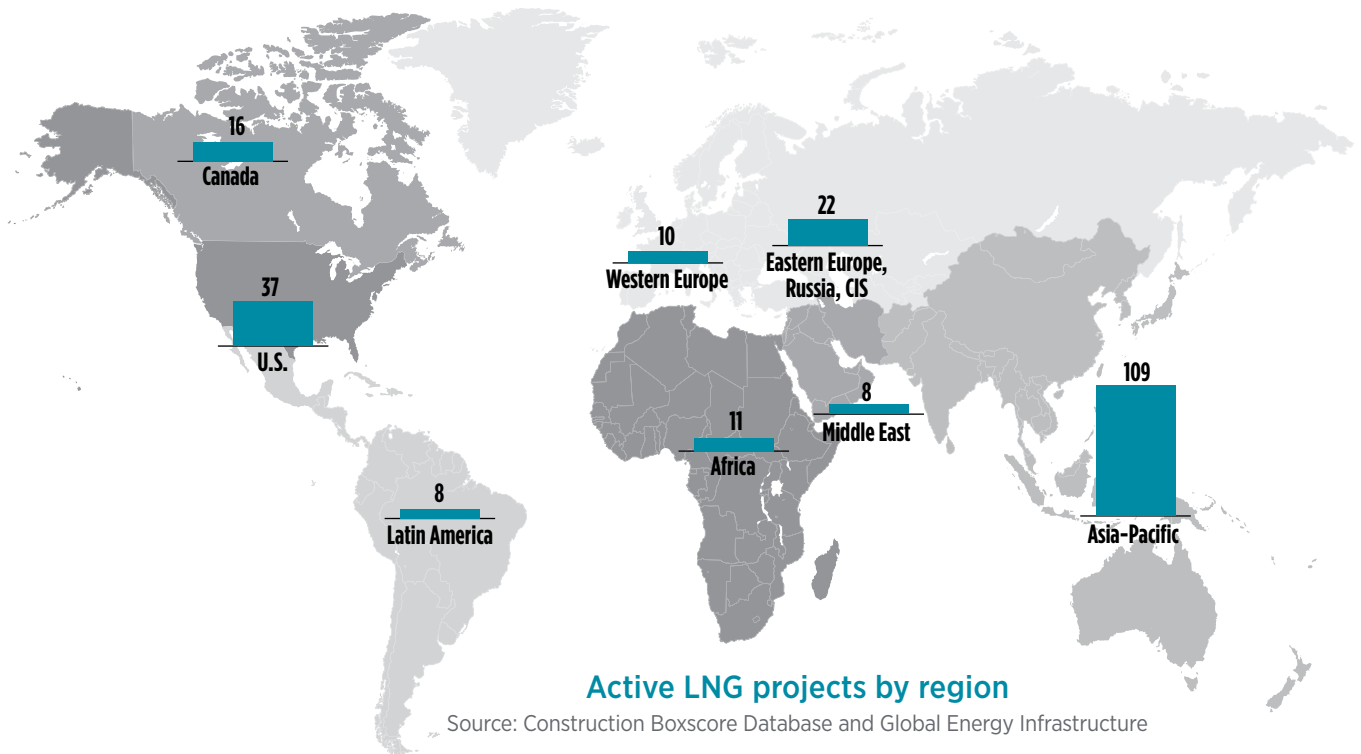 16
Canada
37
U.S.
10
Western Europe
22
Eastern Europe,
Russia, CIS
8
Middle East
11
Africa
109
Asia-Pacific
8
Latin America
Active LNG projects by region
Source: Construction Boxscore Database and Global Energy Infrastructure